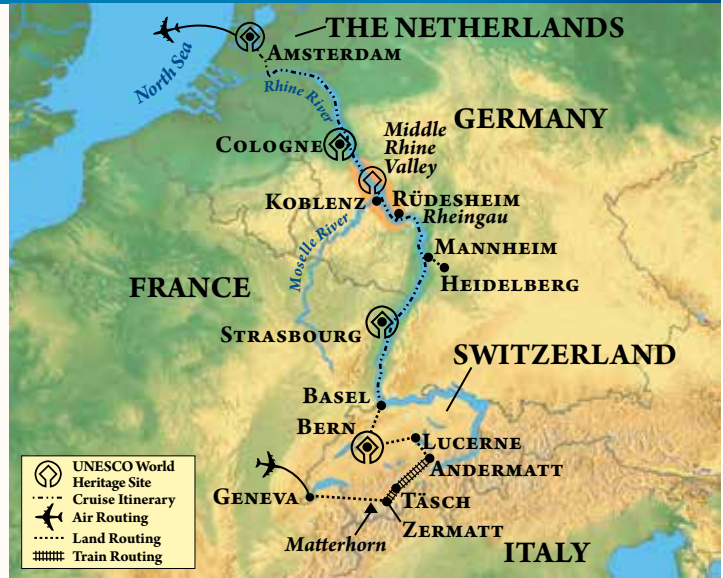 THE NETHERLANDS
AMSTERDAM
North Sea
Rhine River
GERMANY
COLOGNE
Middle
Rhine
Valley
KOBLENZ
RÜDESHEIM
Rheingau
Moselle River
MANNHEIM
HEIDELBERG
FRANCE
STRASBOURG
SWITZERLAND
BASEL
BERN
LUCERNE
ANDERMATT
GENEVA
TÄSCH
ZERMATT
Matterhorn
ITALY
UNESCO World
Heritage Site
Cruise Itinerary
Air Routing
Land Routing
Train Routing